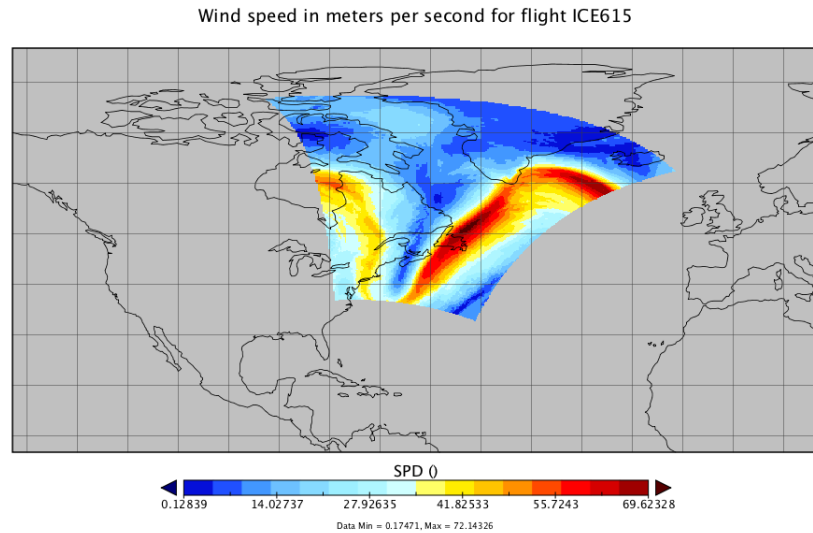 Wind speed in meters per second for flight ICE615
SPD ()
0.12839 14.02737 27.92635 41.82533 55.7243 69.62328
Data Min = 0.17471, Max = 72.14326